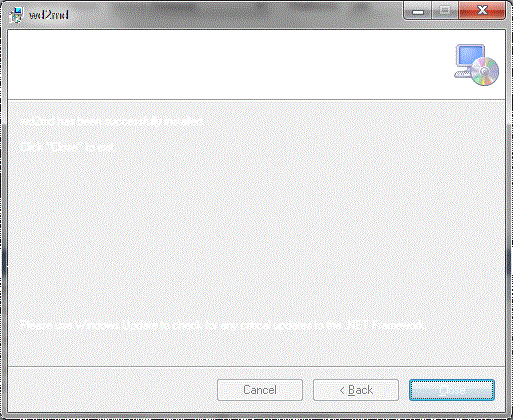 wd2md
wd2md has been successfully installed.
Click "Close" to exit.
Please use Windows Update to check for any critical updates to the .NET Framework.
Cancel
< Back
Close